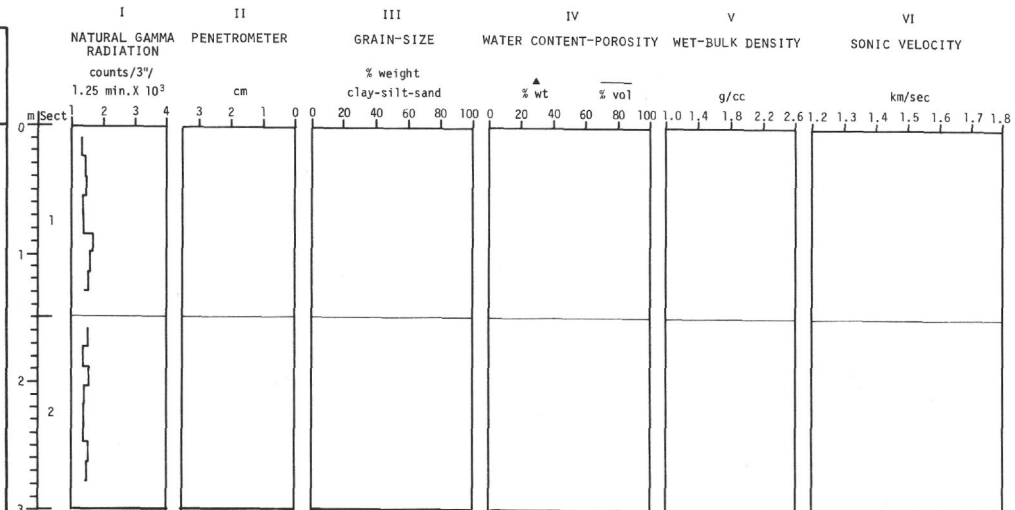 I II III IV V VI
NATURAL GAMMA RADIATION
PENETROMETER
GRAIN-SIZE
WATER CONTENT-POROSITY
WET-BULK DENSITY
SONIC VELOCITY
counts/3"/
1.25 min.X 10³
cm
% weight
clay-silt-sand
▲
% wt
% vol
g/cc
km/sec
m Sect
1 2 3 4
3 2 1 0
0 20 40 60 80 100
0 20 40 60 80 100
1.0 1.4 1.8 2.2 2.6
1.2 1.3 1.4 1.5 1.6 1.7 1.8
0
1
1
2
2
3